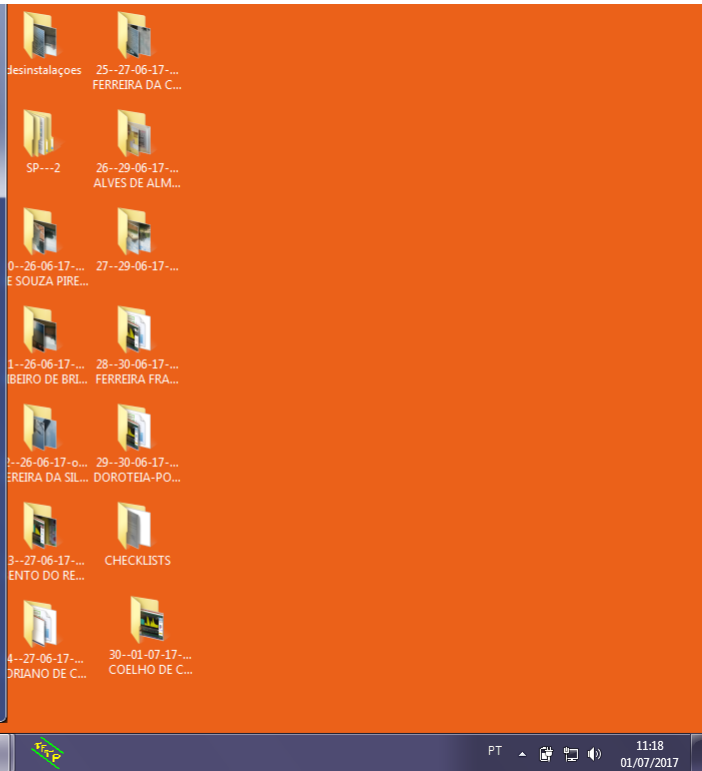 desinstalaçoes
25--27-06-17-...
FERREIRA DA C...
SP---2
26--29-06-17-...
ALVES DE ALM...
0--26-06-17-...
E SOUZA PIRE...
27--29-06-17-...
1--26-06-17-...
IBEIRO DE BRI...
28--30-06-17-...
FERREIRA FRA...
2--26-06-17-o...
EREIRA DA SIL...
29--30-06-17-...
DOROTEIA-PO...
3--27-06-17-...
ENTO DO RE...
CHECKLISTS
4--27-06-17-...
ORIANO DE C...
30--01-07-17-...
COELHO DE C...
PT
11:18
01/07/2017